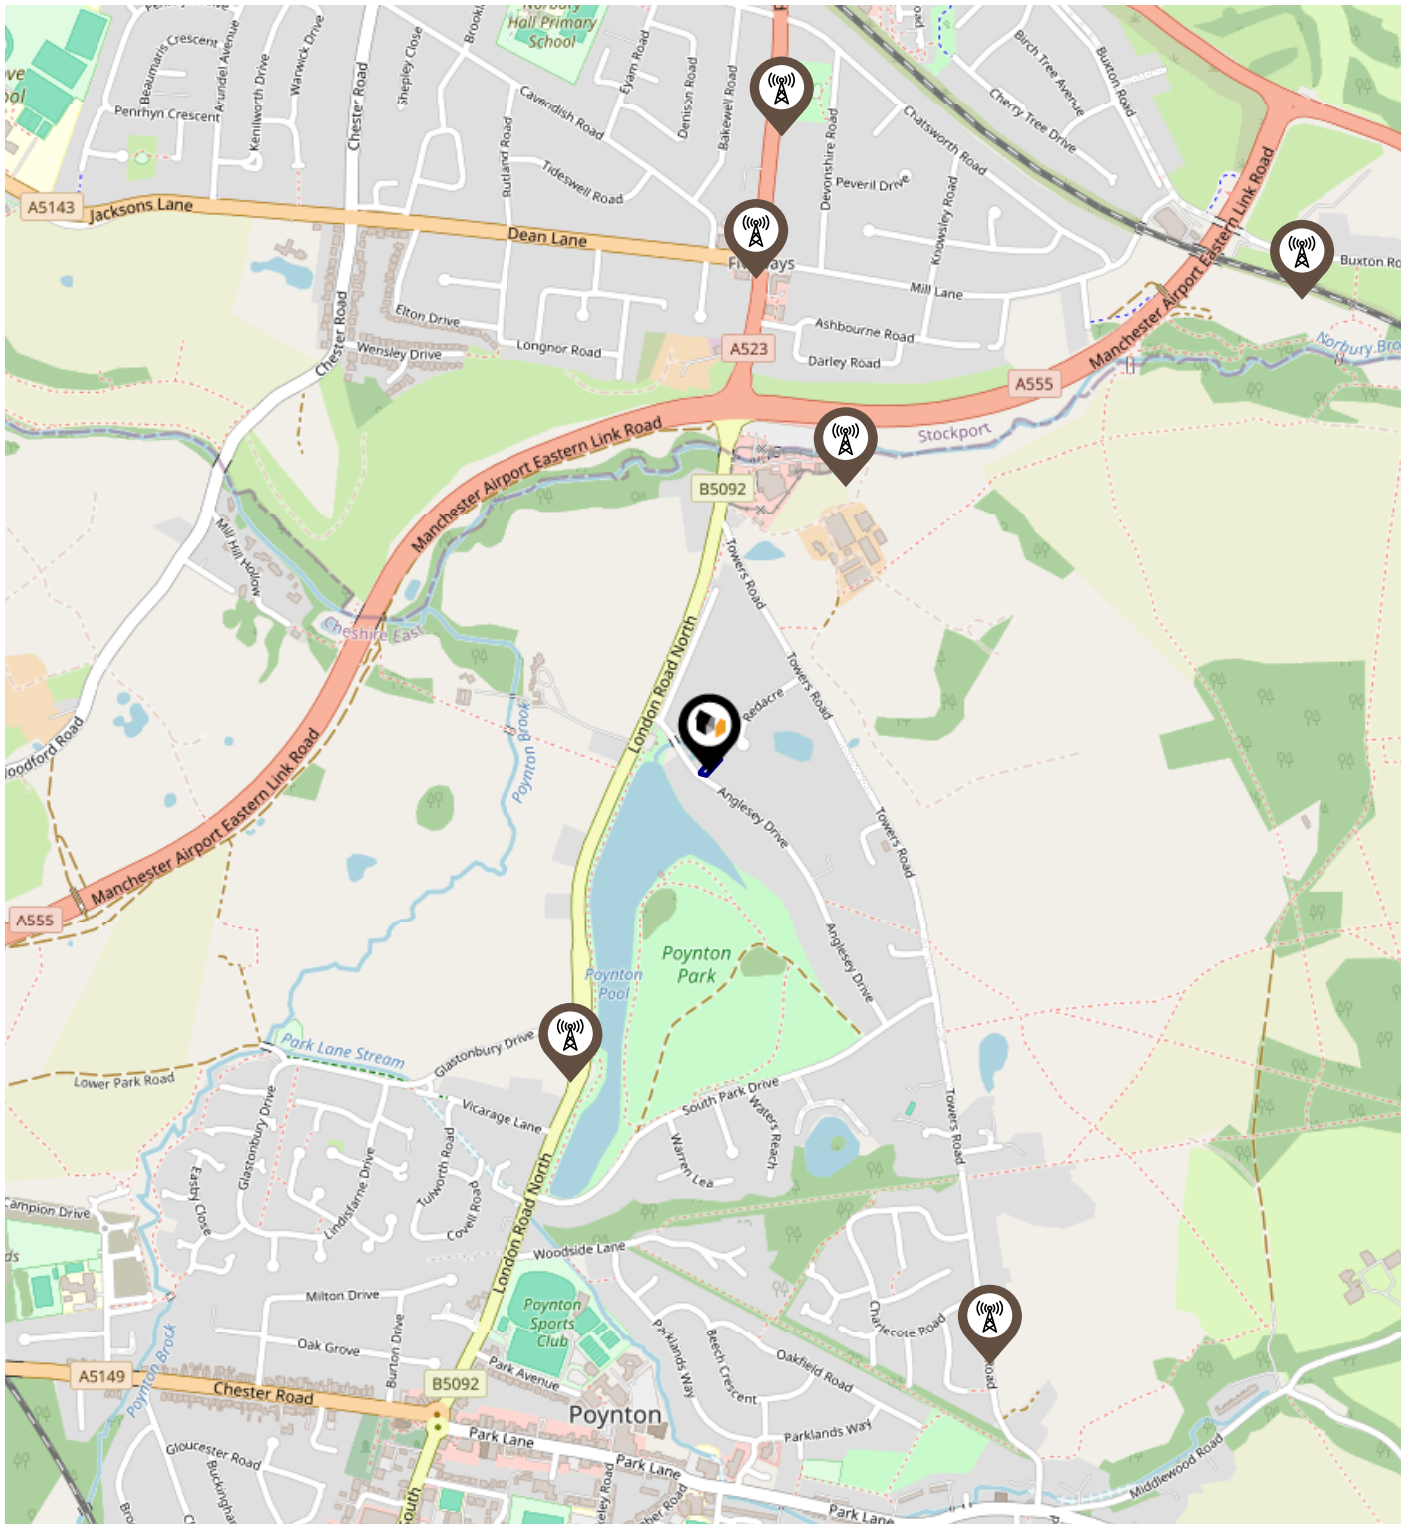 Norbury
Hall Primary
School
Beaumaris Crescent
Arundel Avenue
Kenilworth Drive
Warwick Drive
Penrhyn Crescent
Chester Road
Shepley Close
Eyam Road
Denison Road
Bakewell Road
Cavendish Road
Rutland Road
Tideswell Road
Devonshire Road
Chatsworth Road
Birch Tree Avenue
Cherry Tree Drive
Buxton Road
Peveril Drive
Knowsley Road
A5143
Jacksons Lane
Dean Lane
Mill Lane
Manchester Airport Eastern Link Road
Elton Drive
Wensley Drive
Longnor Road
Chester Road
A523
Ashbourne Road
Darley Road
A555
Stockport
Manchester Airport Eastern Link Road
B5092
Mill Hill Hollow
Cheshire East
Towers Road
London Road North
Redacre
Towers Road
Poynton Brook
Manchester Airport Eastern Link Road
Anglesey Drive
Towers Road
Manchester Airport Eastern Link Road
A555
Poynton
Park
Poynton
Pool
Anglesey Drive
Park Lane Stream
Glastonbury Drive
Lower Park Road
Vicarage Lane
South Park Drive
Waters Reach
Warren Lea
Towers Road
Glastonbury Drive
Easby Close
Lindisfarne Drive
Tulworth Road
Covell Road
London Road North
Woodside Lane
Milton Drive
Oak Grove
Burton Drive
Poynton
Sports
Club
Park Avenue
Parklands Way
Beech Crescent
Oakfield Road
Charlecote Road
Road
A5149
Chester Road
Poynton Brock
B5092
Poynton
Park Lane
Park Lane
Parklands Way
Gloucester Road
Middlewood Road
Park Lane